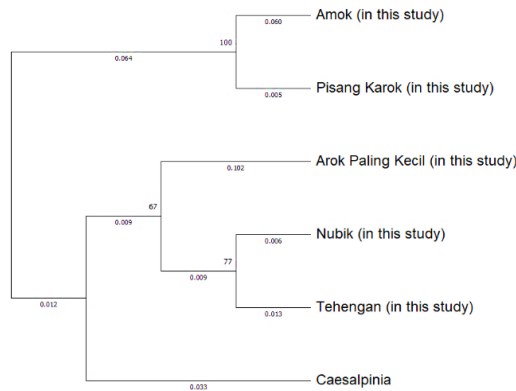 Amok (in this study)
0.060
100
0.064
Pisang Karok (in this study)
0.005
Arok Paling Kecil (in this study)
0.102
67
0.009
Nubik (in this study)
0.006
77
0.009
Tehengan (in this study)
0.013
0.012
Caesalpinia
0.033